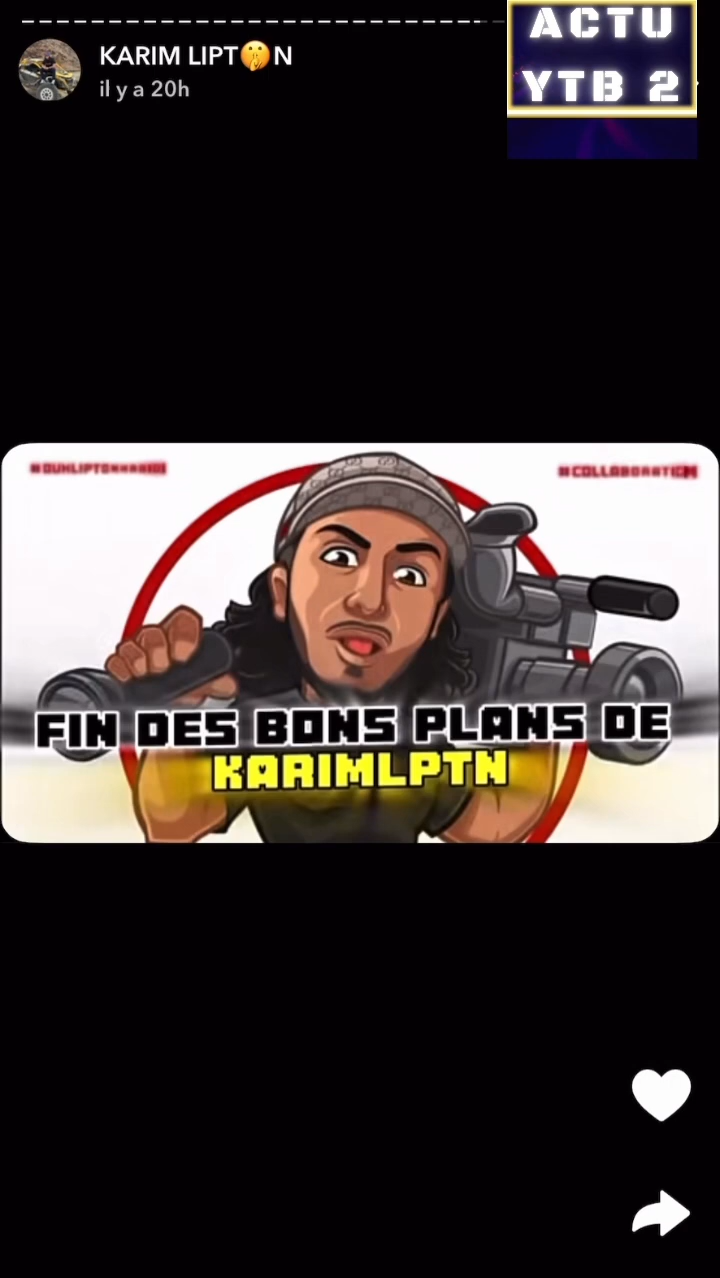 ACTU
YTB 2
KARIM LIPT🤫N
il y a 20h
#COLLABORATION
FIN DES BONS PLANS DE
KARIMLPTN